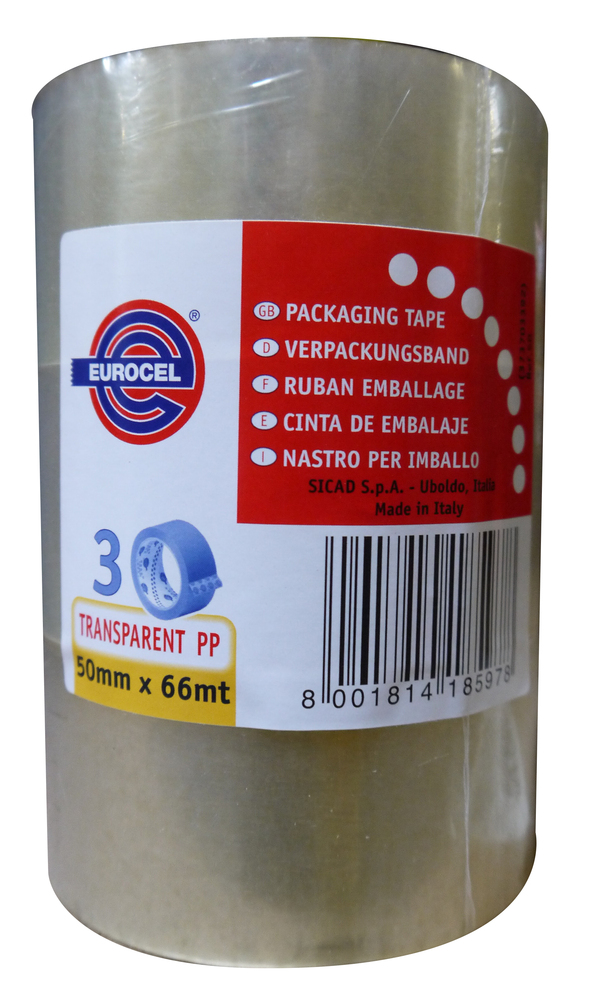 ®
EUROCEL
GB PACKAGING TAPE
D VERPACKUNGSBAND
F RUBAN EMBALLAGE
E CINTA DE EMBALAJE
I NASTRO PER IMBALLO
SICAD S.p.A. - Uboldo, Italia
Made in Italy
3
TRANSPARENT PP
50mm x 66mt
8 001814 185978